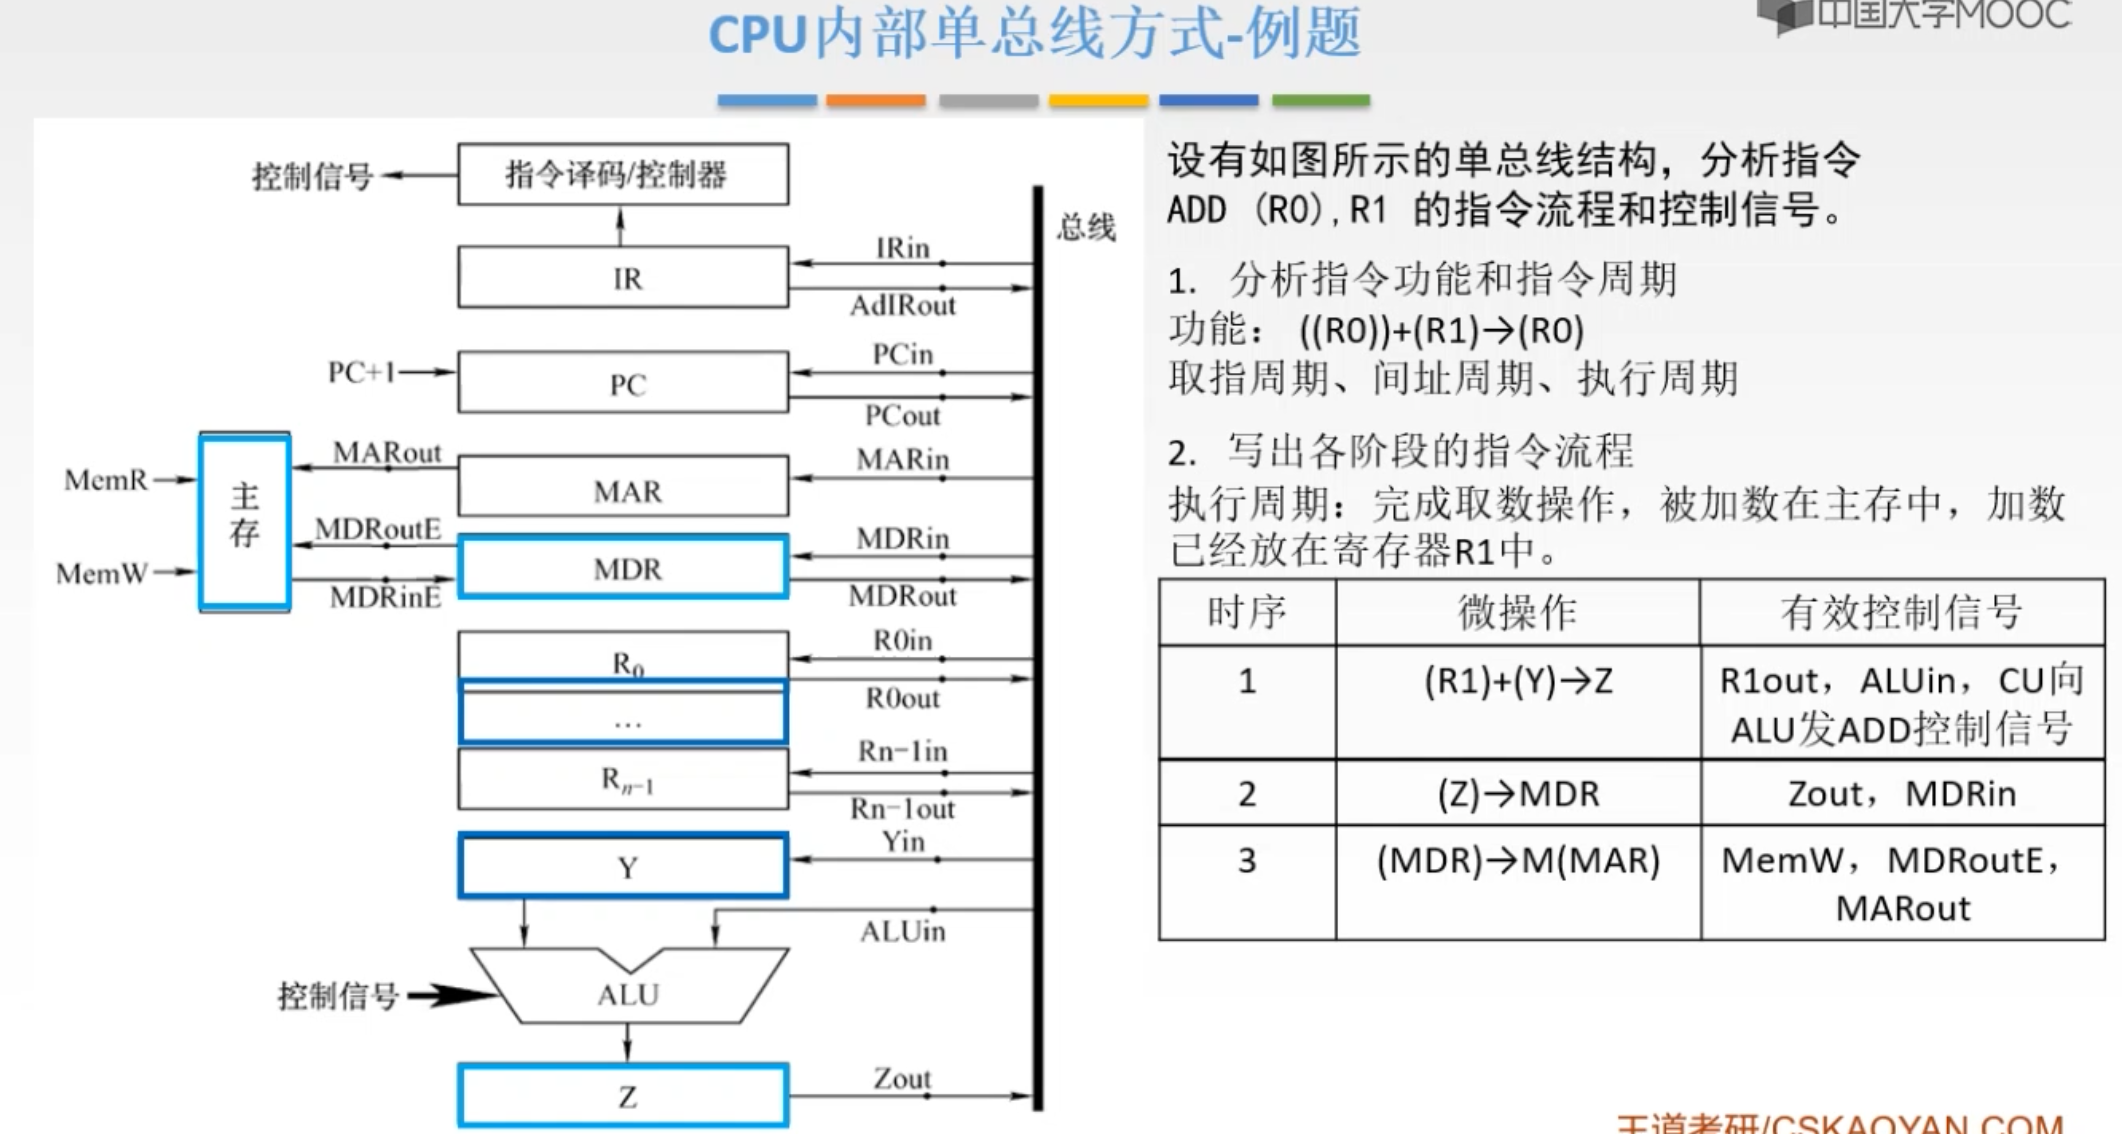 CPU内部单总线方式-例题
中国大学MOOC
控制信号
指令译码/控制器
总线
IRin
IR
AdIRout
PCin
PC+1
PC
PCout
MARout
MARin
MemR
主存
MAR
MDRoutE
MDRin
MDR
MemW
MDRinE
MDRout
R0in
R0
R0out
…
Rn-1in
Rn-1
Rn-1out
Yin
Y
ALUin
控制信号
ALU
Zout
Z
设有如图所示的单总线结构，分析指令
ADD (R0),R1 的指令流程和控制信号。
1. 分析指令功能和指令周期
功能： ((R0))+(R1)→(R0)
取指周期、间址周期、执行周期
2. 写出各阶段的指令流程
执行周期：完成取数操作，被加数在主存中，加数
已经放在寄存器R1中。
时序 微操作 有效控制信号
1 (R1)+(Y)→Z R1out，ALUin，CU向
ALU发ADD控制信号
2 (Z)→MDR Zout，MDRin
3 (MDR)→M(MAR) MemW，MDRoutE，
MARout
王道考研/CSKAOYAN.COM